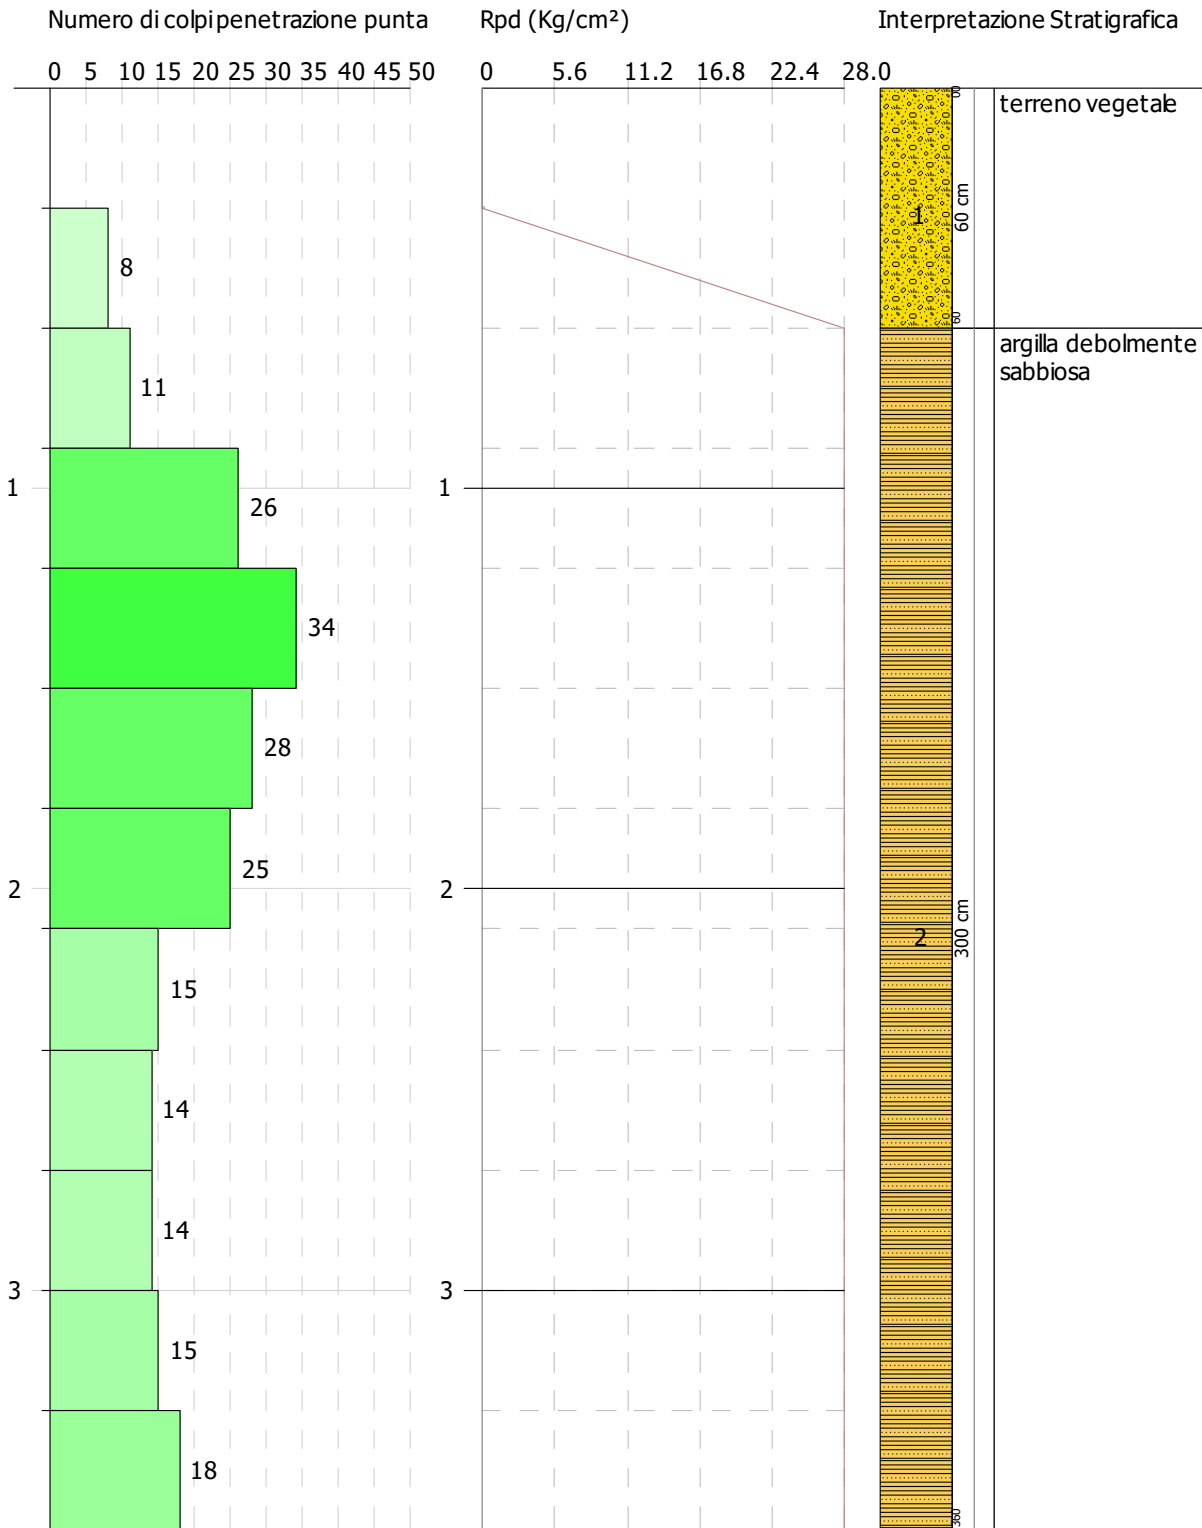 Numero di colpi penetrazione punta
Rpd (Kg/cm²)
Interpretazione Stratigrafica
0 5 10 15 20 25 30 35 40 45 50
0 5.6 11.2 16.8 22.4 28.0
terreno vegetale
1
60 cm
60
8
argilla debolmente
sabbiosa
11
1
1
26
34
28
25
2
2
2
300 cm
15
14
14
3
3
15
18
360